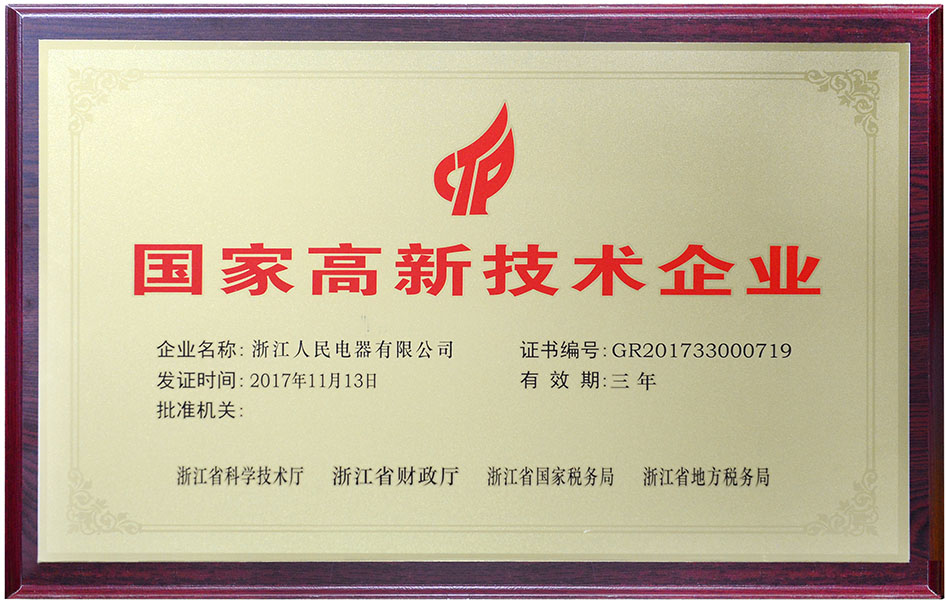 国家高新技术企业
企业名称: 浙江人民电器有限公司
证书编号: GR201733000719
发证时间: 2017年11月13日
有 效 期: 三 年
批准机关:
浙江省科学技术厅 浙江省财政厅 浙江省国家税务局 浙江省地方税务局